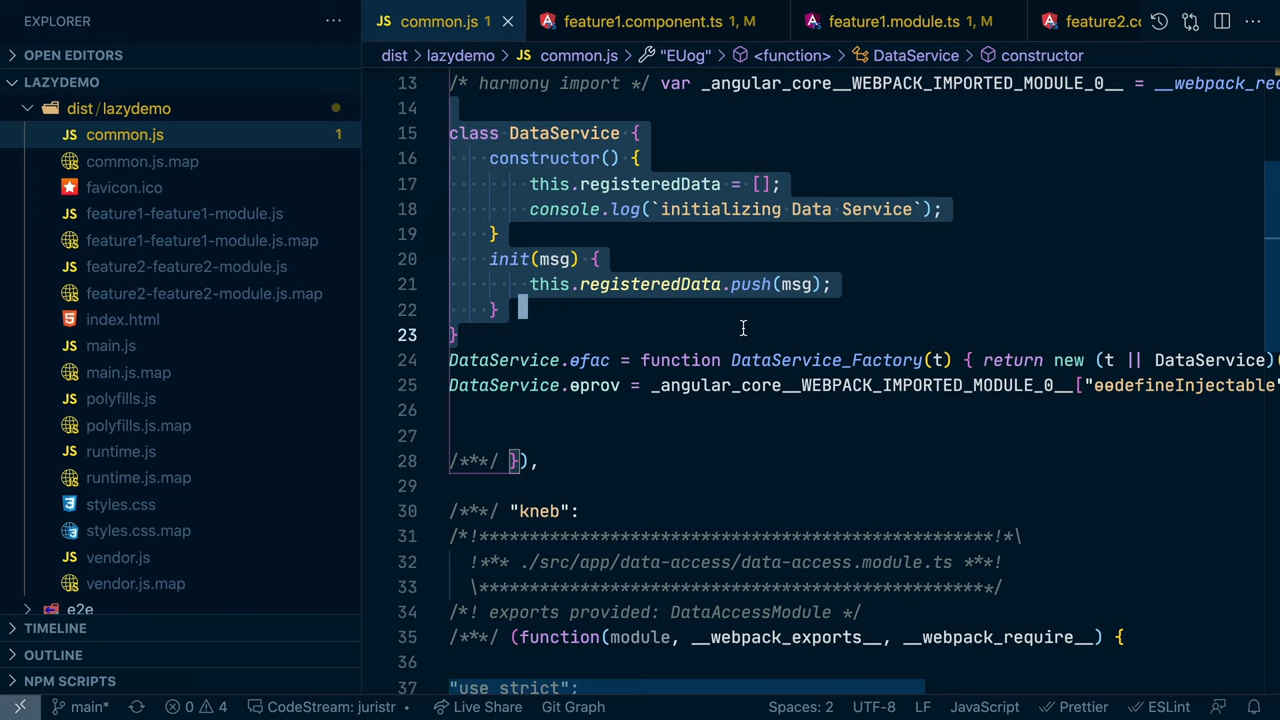 EXPLORER
common.js 1
feature1.component.ts 1, M
feature1.module.ts 1, M
feature2.co
OPEN EDITORS
dist > lazydemo > JS common.js > "EUog" > <function> > DataService > constructor
LAZYDEMO
dist/lazydemo
JS common.js 1
common.js.map
favicon.ico
JS feature1-feature1-module.js
feature1-feature1-module.js.map
JS feature2-feature2-module.js
feature2-feature2-module.js.map
index.html
JS main.js
main.js.map
JS polyfills.js
polyfills.js.map
JS runtime.js
runtime.js.map
styles.css
styles.css.map
JS vendor.js
vendor.js.map
e2e
TIMELINE
OUTLINE
NPM SCRIPTS
13 /* harmony import */ var _angular_core__WEBPACK_IMPORTED_MODULE_0__ = __webpack_req
14
15 class DataService {
16 constructor() {
17 this.registeredData = [];
18 console.log(`initializing Data Service`);
19 }
20 init(msg) {
21 this.registeredData.push(msg);
22 }
23 }
24 DataService.ɵfac = function DataService_Factory(t) { return new (t || DataService)(
25 DataService.ɵprov = _angular_core__WEBPACK_IMPORTED_MODULE_0__["ɵɵdefineInjectable"
26
27
28 /***/ }),
29
30 /***/ "kneb":
31 /*!*******************************************!*\
32 !*** ./src/app/data-access/data-access.module.ts ***!
33 \*******************************************/
34 /*! exports provided: DataAccessModule */
35 /***/ (function(module, __webpack_exports__, __webpack_require__) {
36
37 "use strict";
main* 0 4 CodeStream: juristr • Live Share Git Graph Spaces: 2 UTF-8 LF JavaScript Prettier ESLint